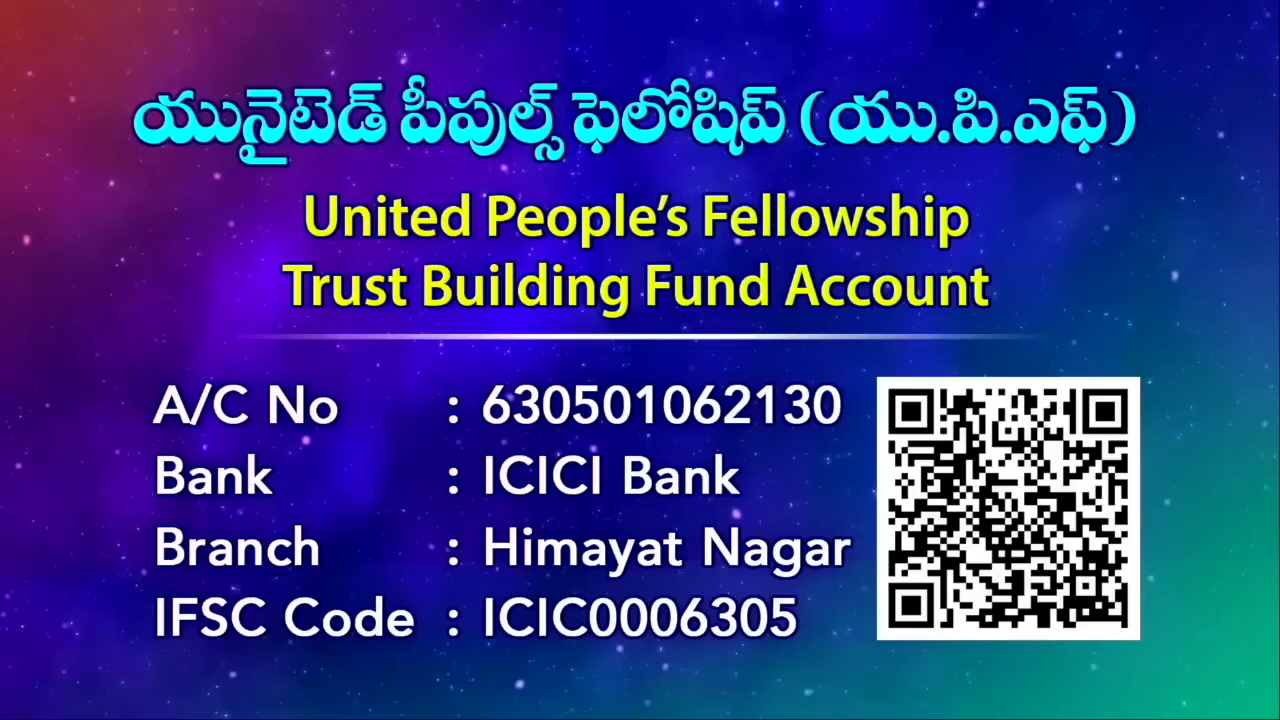 యునైటెడ్ పీపుల్స్ ఫెలోషిప్ (యు.పి.ఎఫ్)
United People’s Fellowship
Trust Building Fund Account
A/C No : 630501062130
Bank : ICICI Bank
Branch : Himayat Nagar
IFSC Code : ICIC0006305